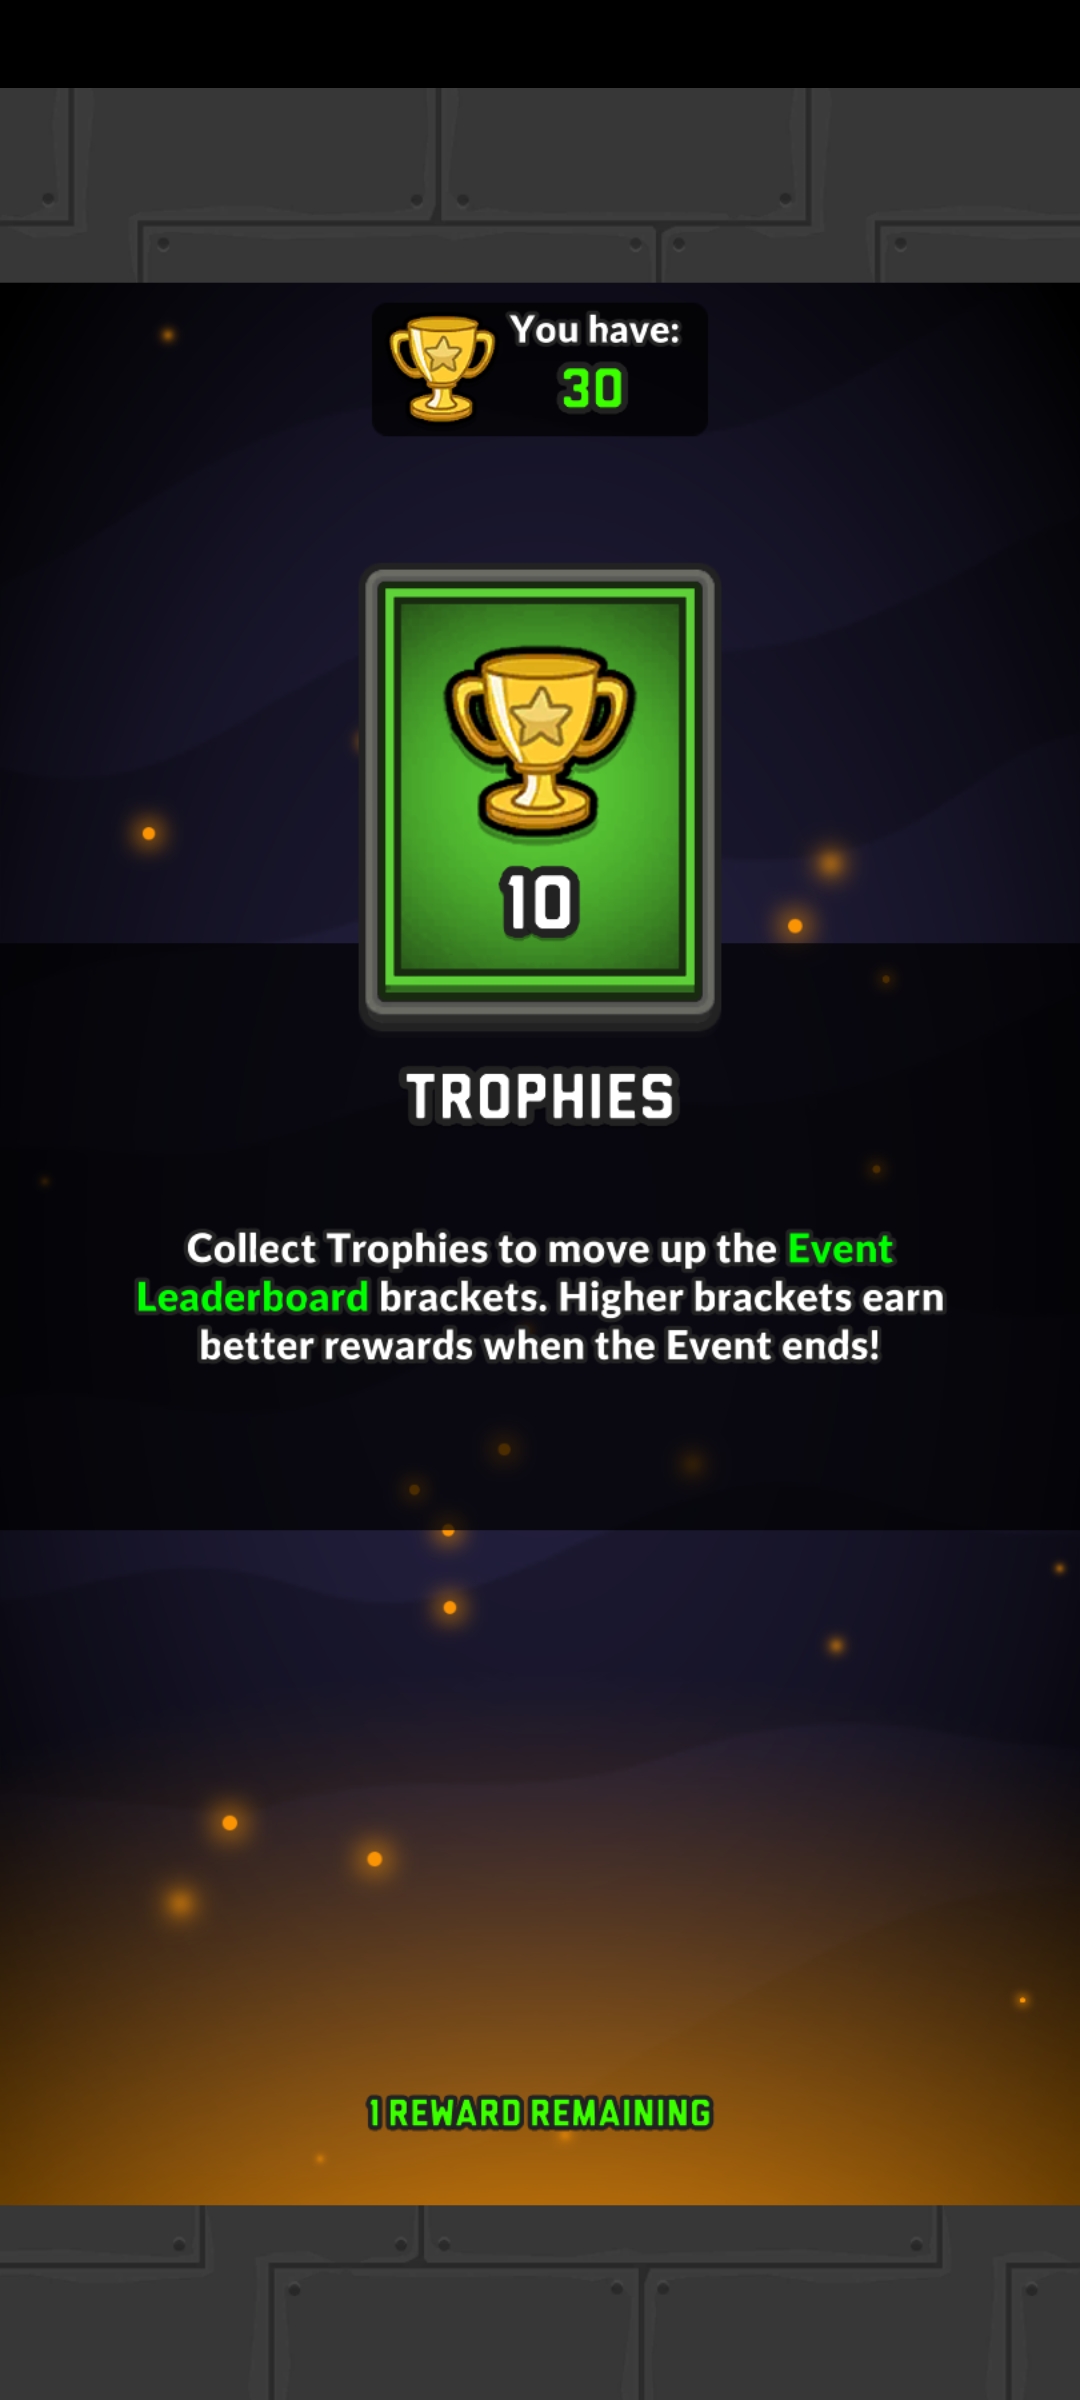 You have:
30
10
TROPHIES
Collect Trophies to move up the Event
Leaderboard brackets. Higher brackets earn
better rewards when the Event ends!
1 REWARD REMAINING